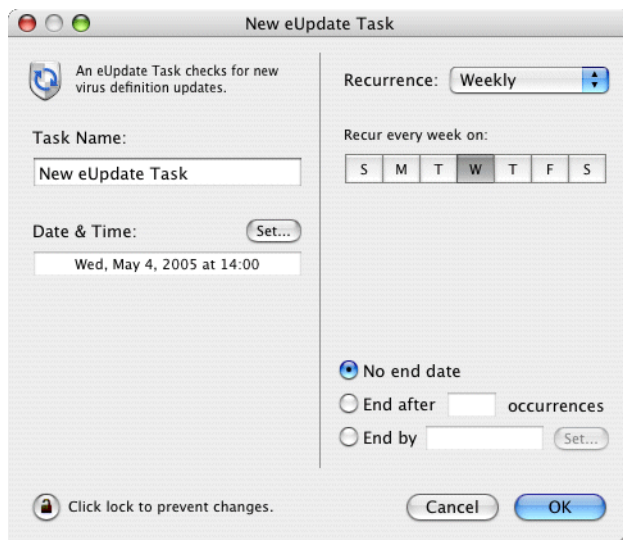 New eUpdate Task
An eUpdate Task checks for new
virus definition updates.
Task Name:
New eUpdate Task
Date & Time:
Set...
Wed, May 4, 2005 at 14:00
Recurrence: Weekly
Recur every week on:
S M T W T F S
No end date
End after occurrences
End by Set...
Click lock to prevent changes.
Cancel OK